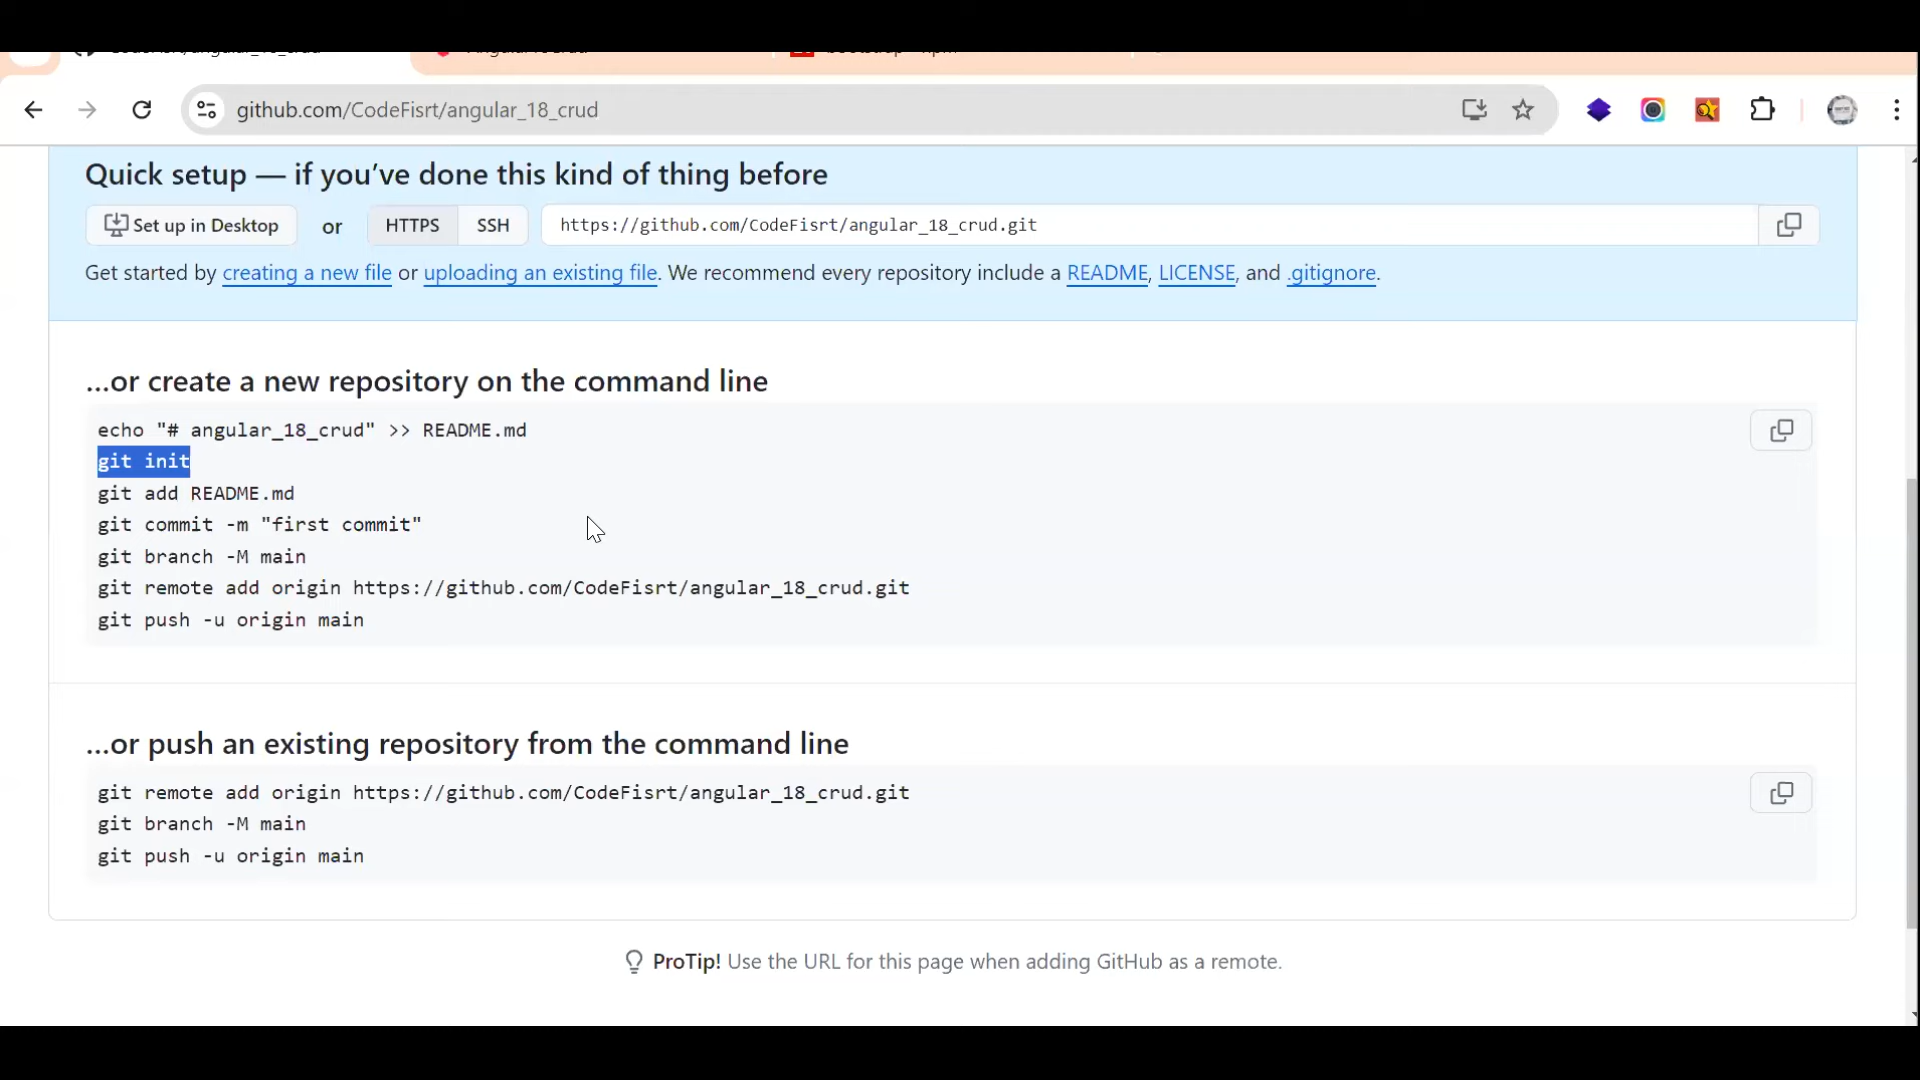 github.com/CodeFisrt/angular_18_crud
Quick setup — if you’ve done this kind of thing before
Set up in Desktop or HTTPS SSH https://github.com/CodeFisrt/angular_18_crud.git
Get started by creating a new file or uploading an existing file. We recommend every repository include a README, LICENSE, and .gitignore.
…or create a new repository on the command line
echo "# angular_18_crud" >> README.md
git init
git add README.md
git commit -m "first commit"
git branch -M main
git remote add origin https://github.com/CodeFisrt/angular_18_crud.git
git push -u origin main
…or push an existing repository from the command line
git remote add origin https://github.com/CodeFisrt/angular_18_crud.git
git branch -M main
git push -u origin main
ProTip! Use the URL for this page when adding GitHub as a remote.